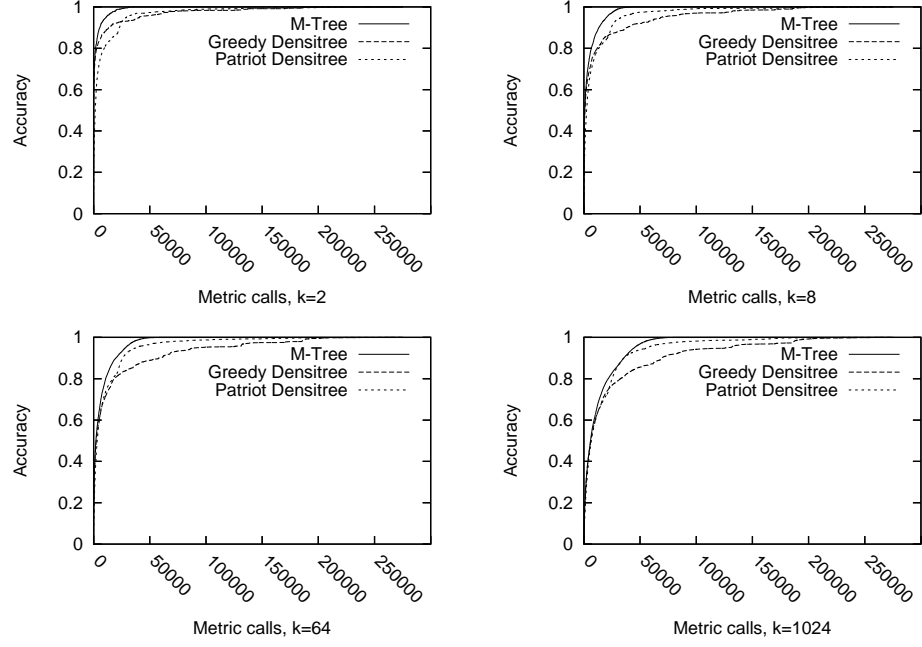 1
0.8
0.6
0.4
0.2
0
Accuracy
M-Tree
Greedy Densitree
Patriot Densitree
0
50000
100000
150000
200000
250000
Metric calls, k=2
1
0.8
0.6
0.4
0.2
0
Accuracy
M-Tree
Greedy Densitree
Patriot Densitree
0
50000
100000
150000
200000
250000
Metric calls, k=8
1
0.8
0.6
0.4
0.2
0
Accuracy
M-Tree
Greedy Densitree
Patriot Densitree
0
50000
100000
150000
200000
250000
Metric calls, k=64
1
0.8
0.6
0.4
0.2
0
Accuracy
M-Tree
Greedy Densitree
Patriot Densitree
0
50000
100000
150000
200000
250000
Metric calls, k=1024